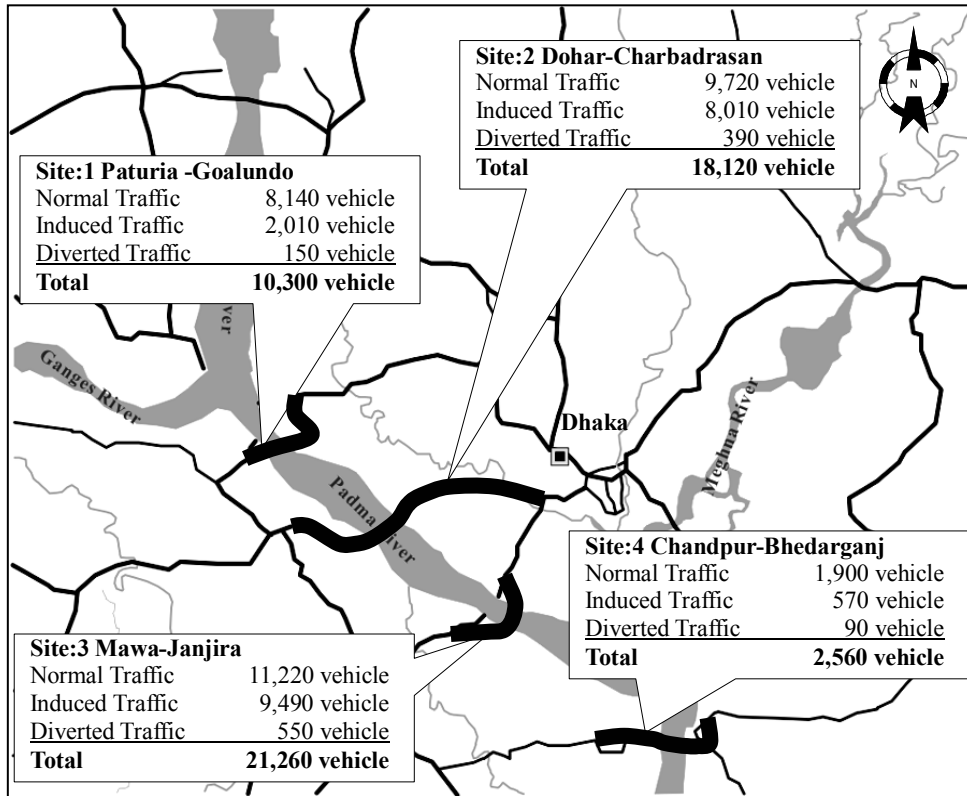 Site:2 Dohar-Charbadrasan
Normal Traffic 9,720 vehicle
Induced Traffic 8,010 vehicle
Diverted Traffic 390 vehicle
Total 18,120 vehicle
N
Site:1 Paturia -Goalundo
Normal Traffic 8,140 vehicle
Induced Traffic 2,010 vehicle
Diverted Traffic 150 vehicle
Total 10,300 vehicle
Ganges River
Dhaka
Meghna River
Padma River
Site:4 Chandpur-Bhedarganj
Normal Traffic 1,900 vehicle
Induced Traffic 570 vehicle
Diverted Traffic 90 vehicle
Total 2,560 vehicle
Site:3 Mawa-Janjira
Normal Traffic 11,220 vehicle
Induced Traffic 9,490 vehicle
Diverted Traffic 550 vehicle
Total 21,260 vehicle